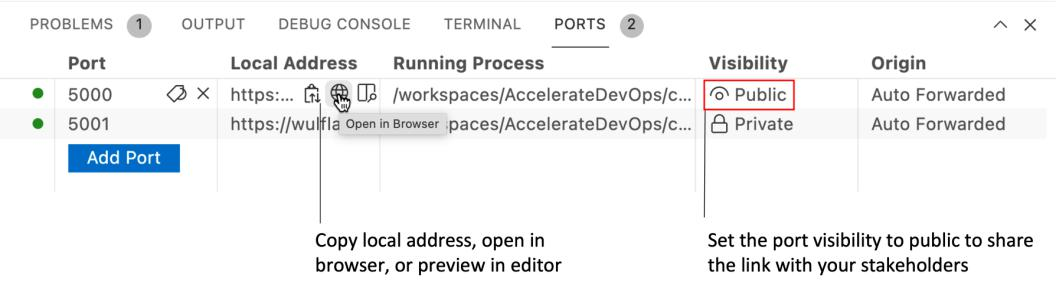 PROBLEMS 1 OUTPUT DEBUG CONSOLE TERMINAL PORTS 2
Port Local Address Running Process Visibility Origin
5000 https:... /workspaces/AccelerateDevOps/c... Public Auto Forwarded
5001 https://wulfla spaces/AccelerateDevOps/c... Private Auto Forwarded
Open in Browser
Add Port
Copy local address, open in
browser, or preview in editor
Set the port visibility to public to share
the link with your stakeholders